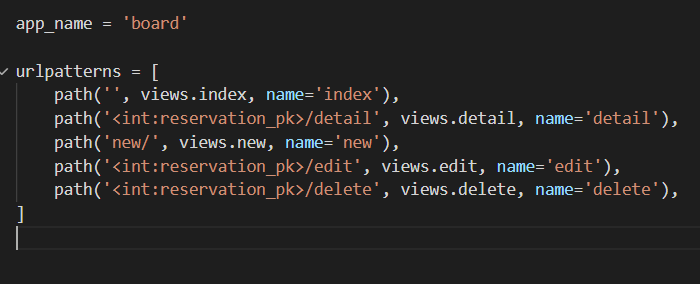 app_name = 'board'
urlpatterns = [
    path('', views.index, name='index'),
    path('<int:reservation_pk>/detail', views.detail, name='detail'),
    path('new/', views.new, name='new'),
    path('<int:reservation_pk>/edit', views.edit, name='edit'),
    path('<int:reservation_pk>/delete', views.delete, name='delete'),
]